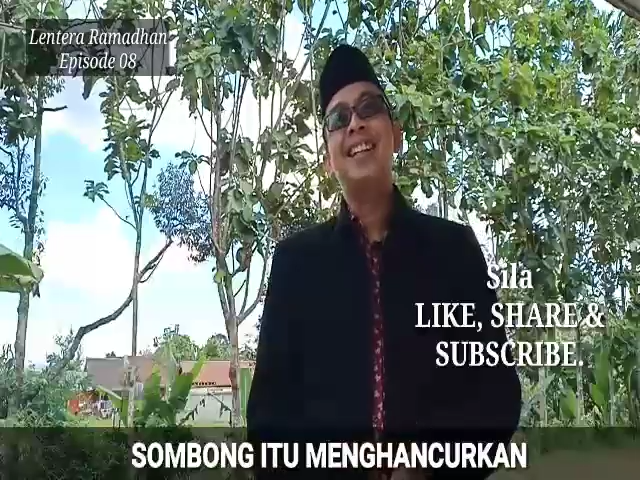 Lentera Ramadhan
Episode 08
Sila
LIKE, SHARE &
SUBSCRIBE.
SOMBONG ITU MENGHANCURKAN